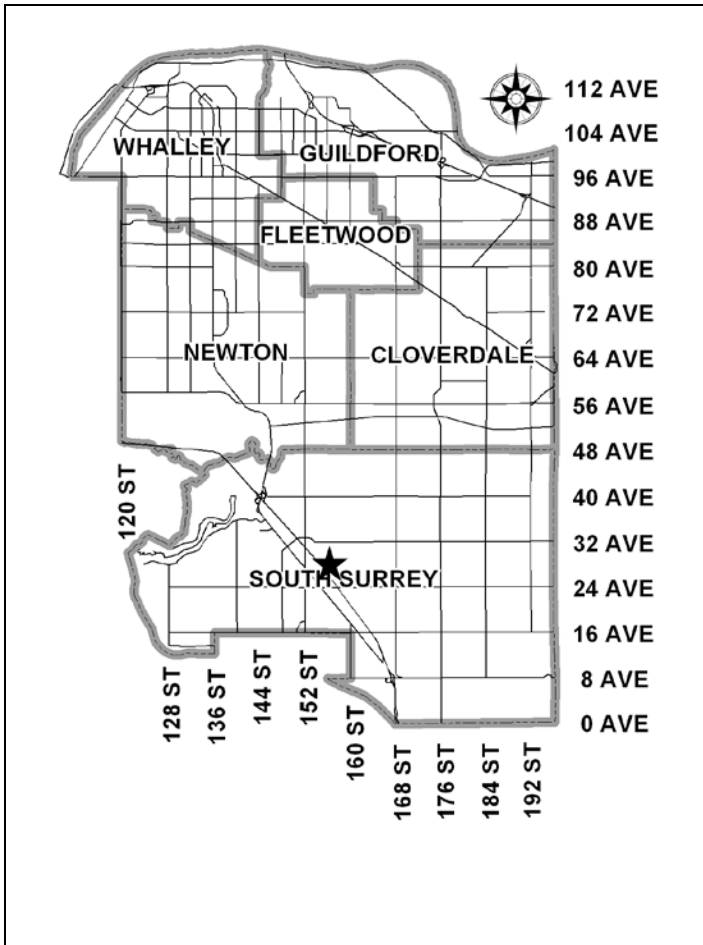 112 AVE
104 AVE
WHALLEY
GUILDFORD
96 AVE
88 AVE
FLEETWOOD
80 AVE
72 AVE
NEWTON
CLOVERDALE
64 AVE
56 AVE
48 AVE
120 ST
40 AVE
32 AVE
SOUTH SURREY
24 AVE
16 AVE
8 AVE
128 ST
136 ST
144 ST
152 ST
160 ST
0 AVE
168 ST
176 ST
184 ST
192 ST